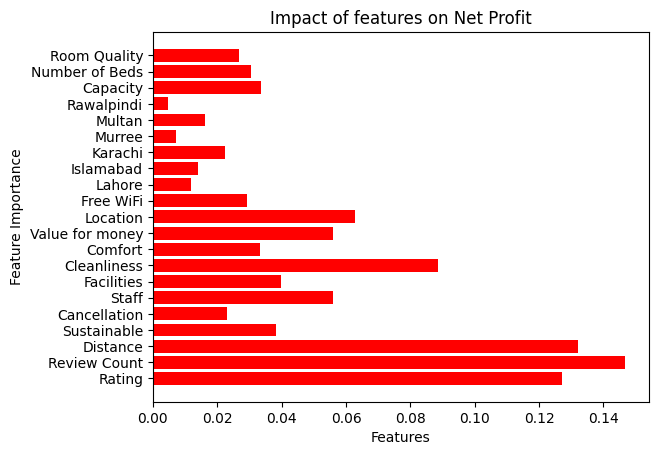 Impact of features on Net Profit
Room Quality
Number of Beds
Capacity
Rawalpindi
Multan
Murree
Karachi
Islamabad
Lahore
Free WiFi
Location
Value for money
Comfort
Cleanliness
Facilities
Staff
Cancellation
Sustainable
Distance
Review Count
Rating
Feature Importance
0.00 0.02 0.04 0.06 0.08 0.10 0.12 0.14
Features